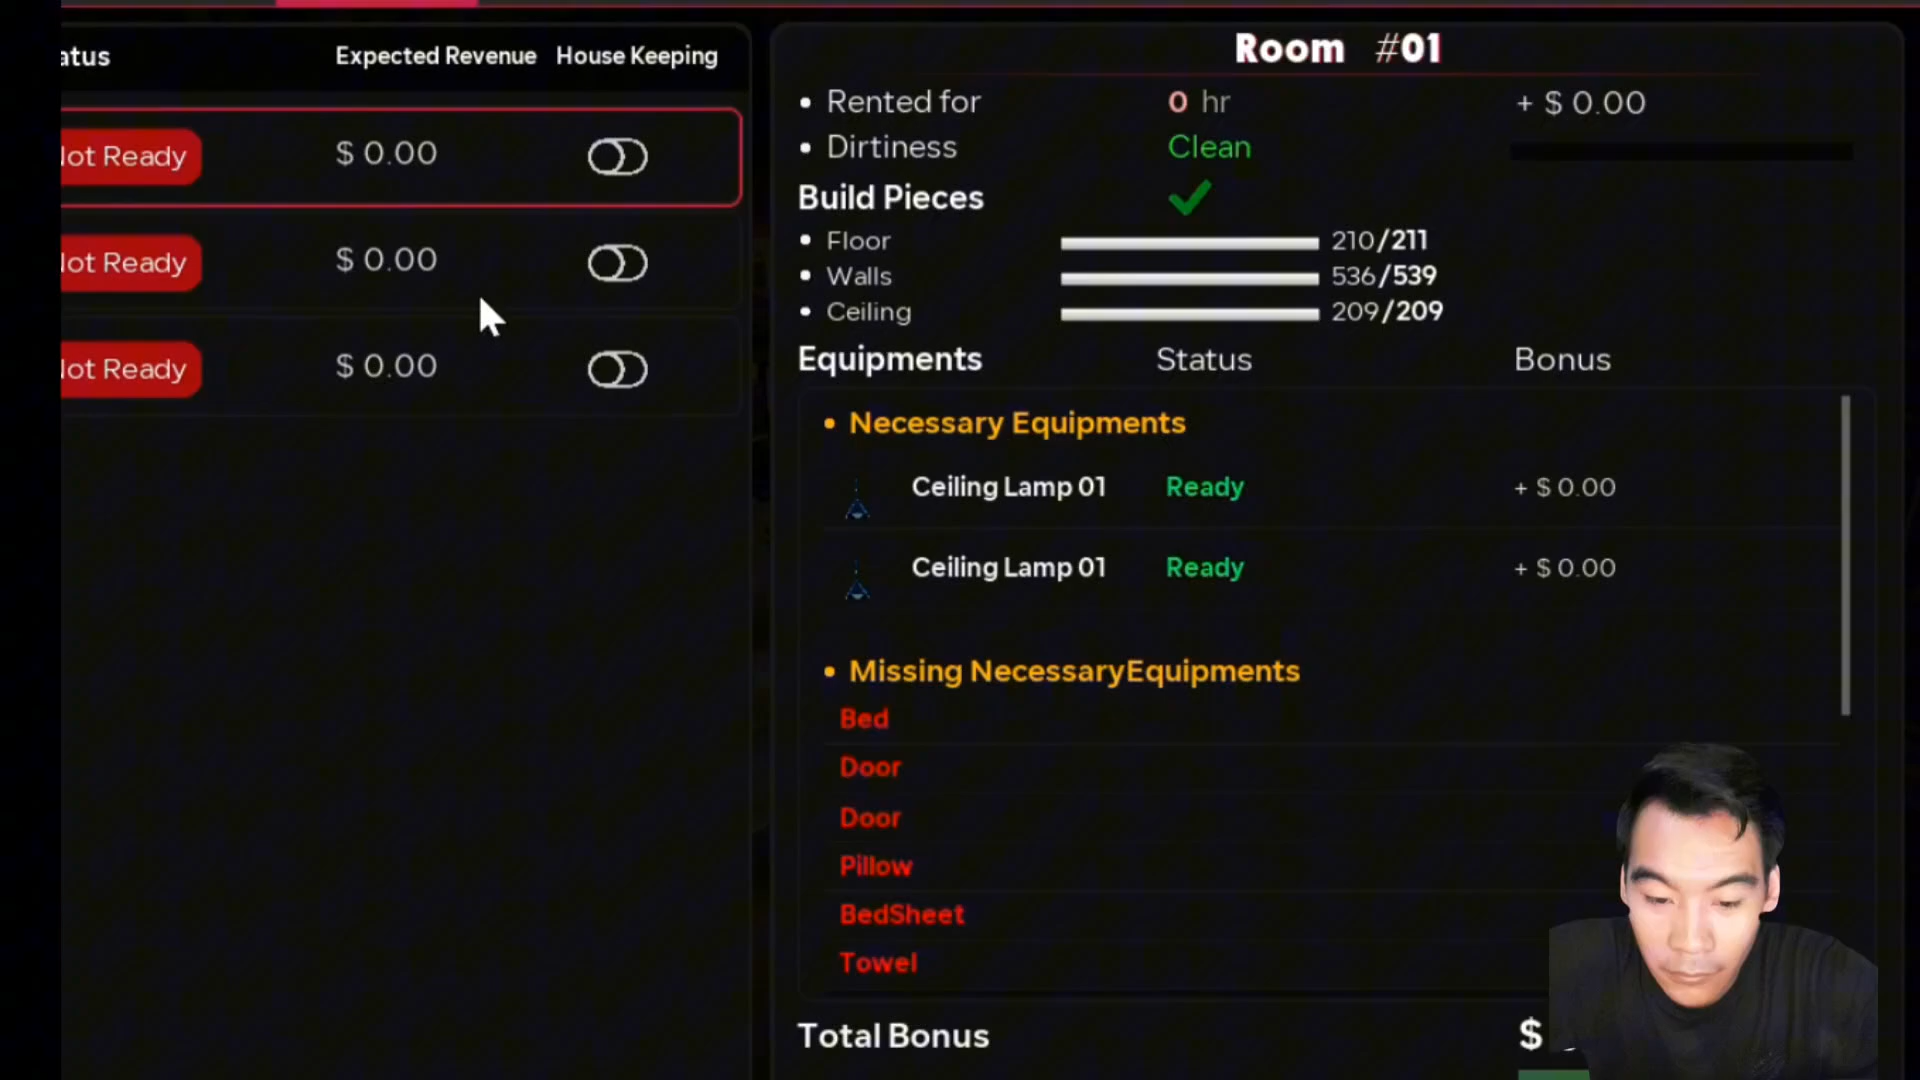 atus Expected Revenue House Keeping
Not Ready $ 0.00
Not Ready $ 0.00
Not Ready $ 0.00
Room #01
• Rented for 0 hr + $ 0.00
• Dirtiness Clean
Build Pieces
• Floor 210/211
• Walls 536/539
• Ceiling 209/209
Equipments Status Bonus
• Necessary Equipments
Ceiling Lamp 01 Ready + $ 0.00
Ceiling Lamp 01 Ready + $ 0.00
• Missing NecessaryEquipments
Bed
Door
Door
Pillow
BedSheet
Towel
Total Bonus $